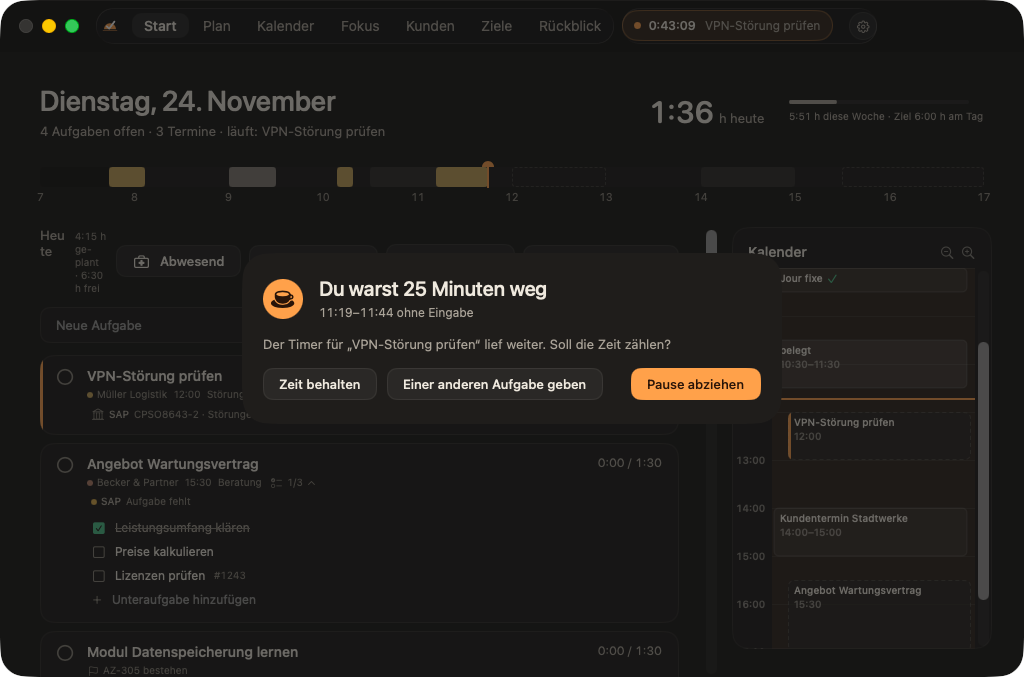 Start Plan Kalender Fokus Kunden Ziele Rückblick 0:43:09 VPN-Störung prüfen
Dienstag, 24. November
4 Aufgaben offen · 3 Termine · läuft: VPN-Störung prüfen
1:36 h heute
5:51 h diese Woche · Ziel 6:00 h am Tag
7 8 9 10 11 12 13 14 15 16 17
Heu
te
4:15 h
ge-
plant
· 6:30
h frei
Abwesend
Neue Aufgabe
Du warst 25 Minuten weg
11:19–11:44 ohne Eingabe
Der Timer für „VPN-Störung prüfen“ lief weiter. Soll die Zeit zählen?
Zeit behalten
Einer anderen Aufgabe geben
Pause abziehen
VPN-Störung prüfen
Müller Logistik 12:00
SAP CPSO8643-2 ·
Angebot Wartungsvertrag 0:00 / 1:30
Becker & Partner 15:30 Beratung 1/3
SAP Aufgabe fehlt
Leistungsumfang klären
Preise kalkulieren
Lizenzen prüfen #1243
+ Unteraufgabe hinzufügen
Modul Datenspeicherung lernen 0:00 / 1:30
AZ-305 bestehen
Kalender
Jour fixe ✓
belegt
10:30–11:30
VPN-Störung prüfen
12:00
13:00
14:00
Kundentermin Stadtwerke
14:00–15:00
15:00
Angebot Wartungsvertrag
15:30
16:00